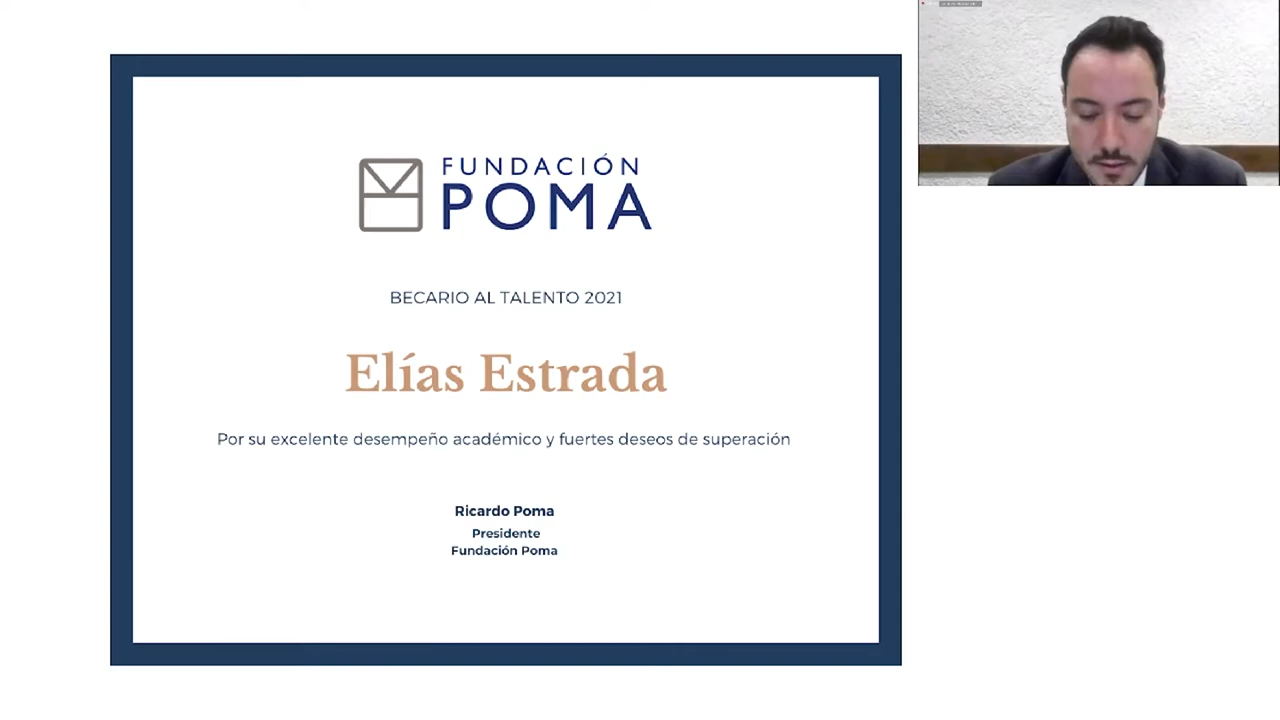 FUNDACIÓN
POMA
BECARIO AL TALENTO 2021
Elías Estrada
Por su excelente desempeño académico y fuertes deseos de superación
Ricardo Poma
Presidente
Fundación Poma